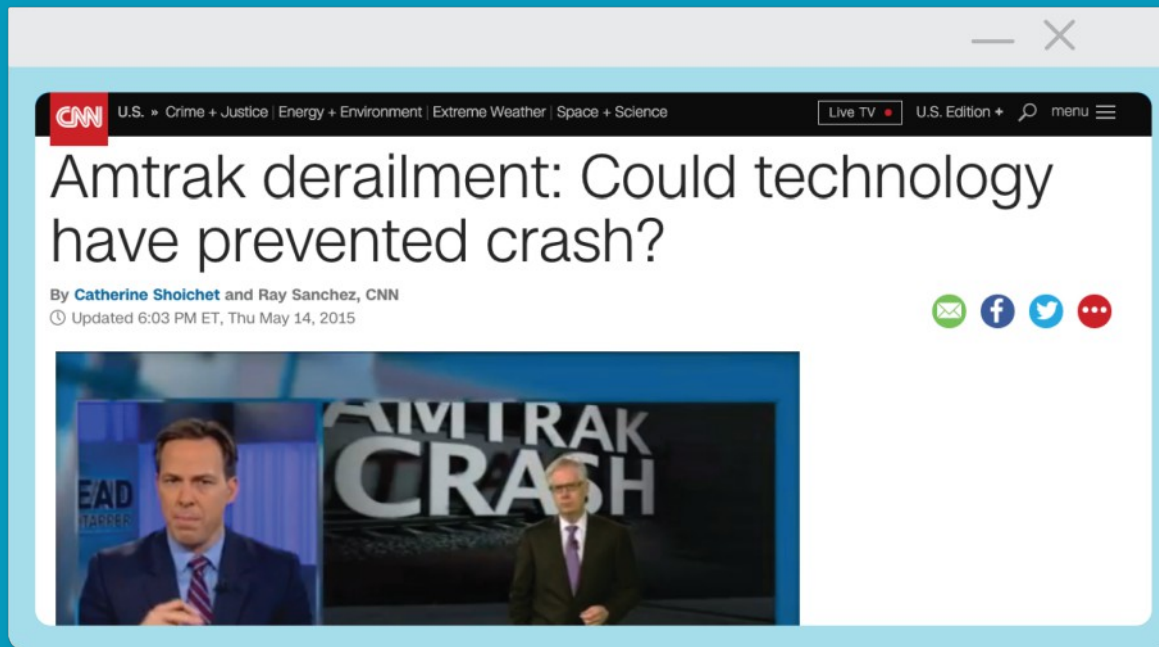 CNN U.S. » Crime + Justice | Energy + Environment | Extreme Weather | Space + Science Live TV U.S. Edition + menu
Amtrak derailment: Could technology
have prevented crash?
By Catherine Shoichet and Ray Sanchez, CNN
Updated 6:03 PM ET, Thu May 14, 2015
AMTRAK
CRASH
EAD
TAPPER